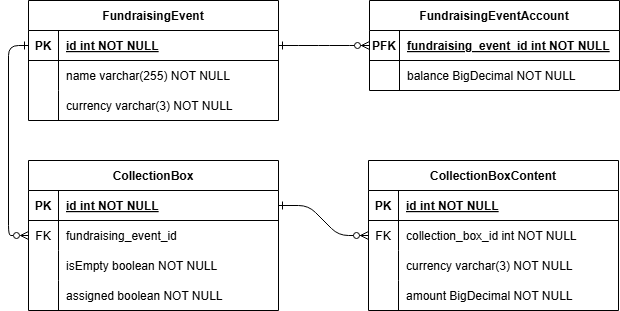 FundraisingEvent
PK id int NOT NULL
name varchar(255) NOT NULL
currency varchar(3) NOT NULL
FundraisingEventAccount
PFK fundraising_event_id int NOT NULL
balance BigDecimal NOT NULL
CollectionBox
PK id int NOT NULL
FK fundraising_event_id
isEmpty boolean NOT NULL
assigned boolean NOT NULL
CollectionBoxContent
PK id int NOT NULL
FK collection_box_id int NOT NULL
currency varchar(3) NOT NULL
amount BigDecimal NOT NULL